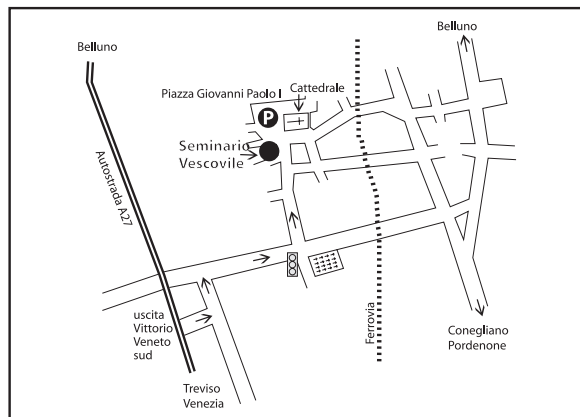 Belluno
Belluno
Piazza Giovanni Paolo I
Cattedrale
P
Seminario
Vescovile
Autostrada A27
uscita
Vittorio
Veneto
sud
Ferrovia
Conegliano
Pordenone
Treviso
Venezia